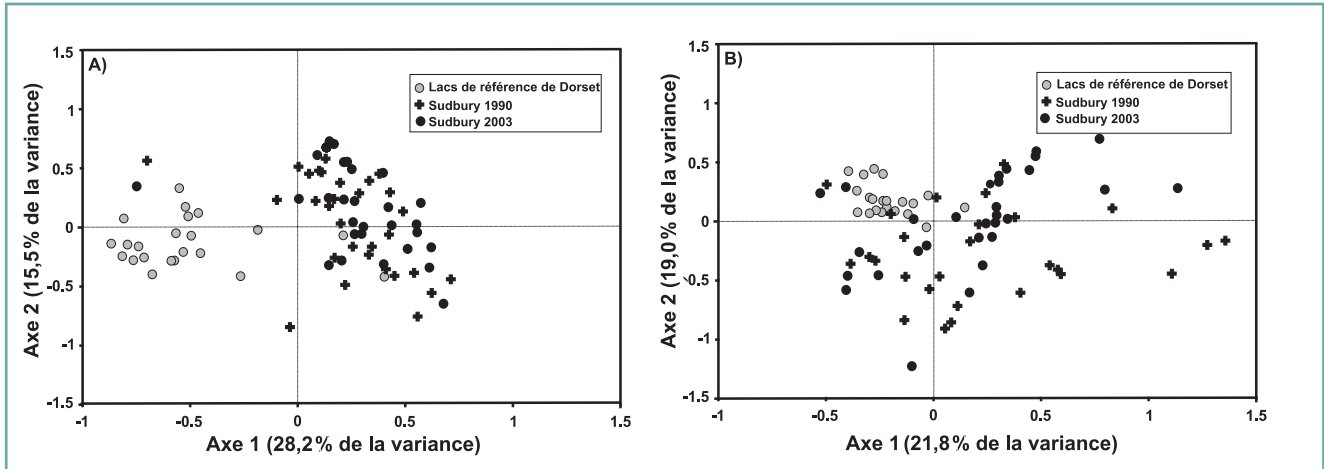 A)
Lacs de référence de Dorset
Sudbury 1990
Sudbury 2003
1.5
1
0.5
0
-0.5
-1
-1.5
-1
-0.5
0
0.5
1
1.5
Axe 2 (15,5% de la variance)
Axe 1 (28,2% de la variance)
B)
Lacs de référence de Dorset
Sudbury 1990
Sudbury 2003
1.5
1
0.5
0
-0.5
-1
-1.5
-1
-0.5
0
0.5
1
1.5
Axe 2 (19,0% de la variance)
Axe 1 (21,8% de la variance)